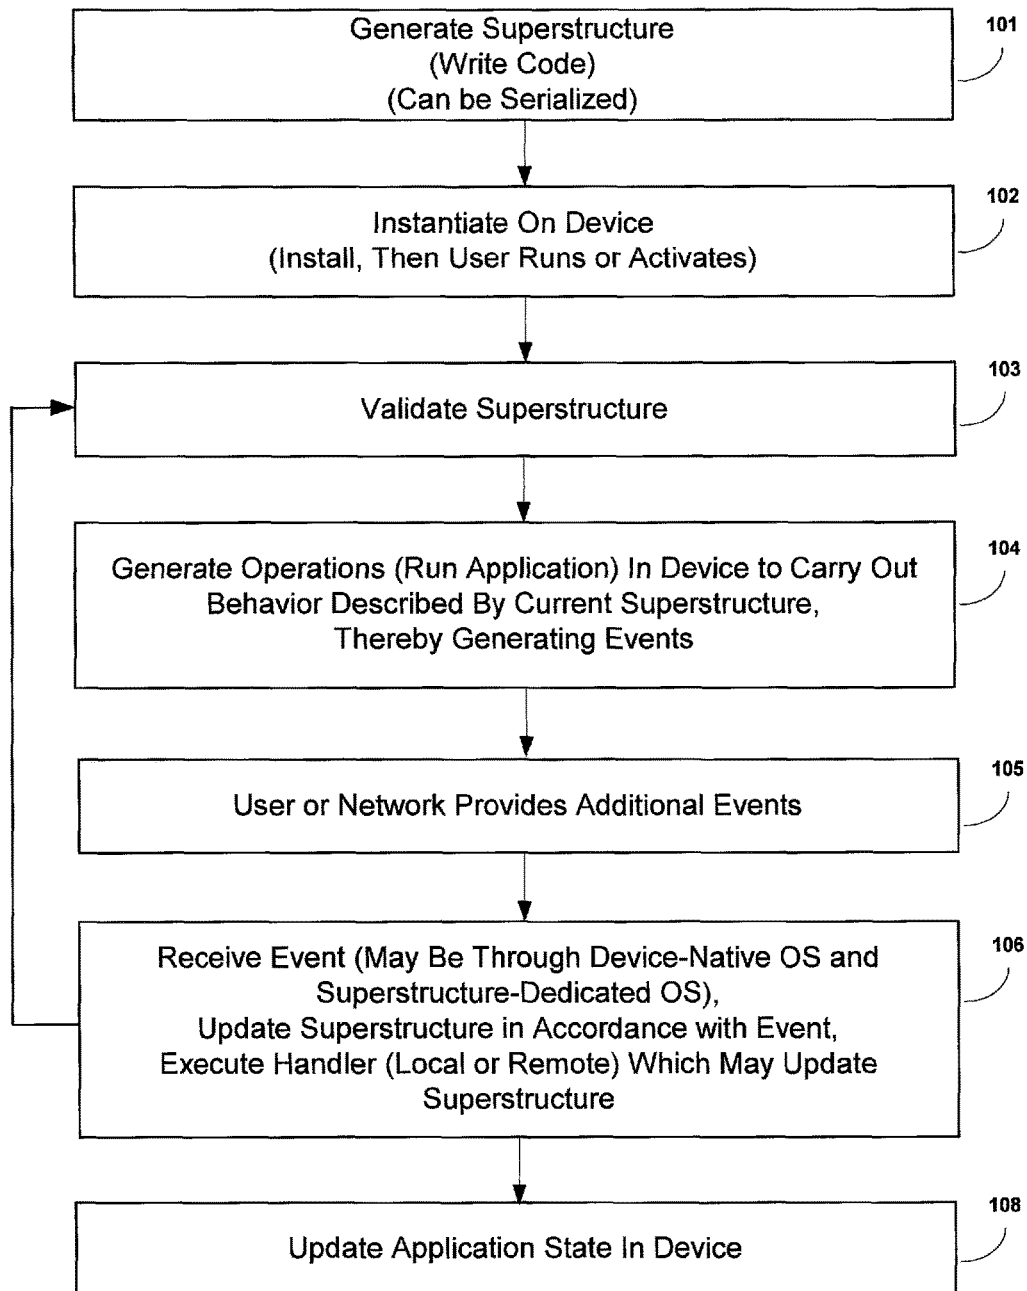 Generate Superstructure
(Write Code)
(Can be Serialized)
101
Instantiate On Device
(Install, Then User Runs or Activates)
102
Validate Superstructure
103
Generate Operations (Run Application) In Device to Carry Out
Behavior Described By Current Superstructure,
Thereby Generating Events
104
User or Network Provides Additional Events
105
Receive Event (May Be Through Device-Native OS and
Superstructure-Dedicated OS),
Update Superstructure in Accordance with Event,
Execute Handler (Local or Remote) Which May Update
Superstructure
106
Update Application State In Device
108